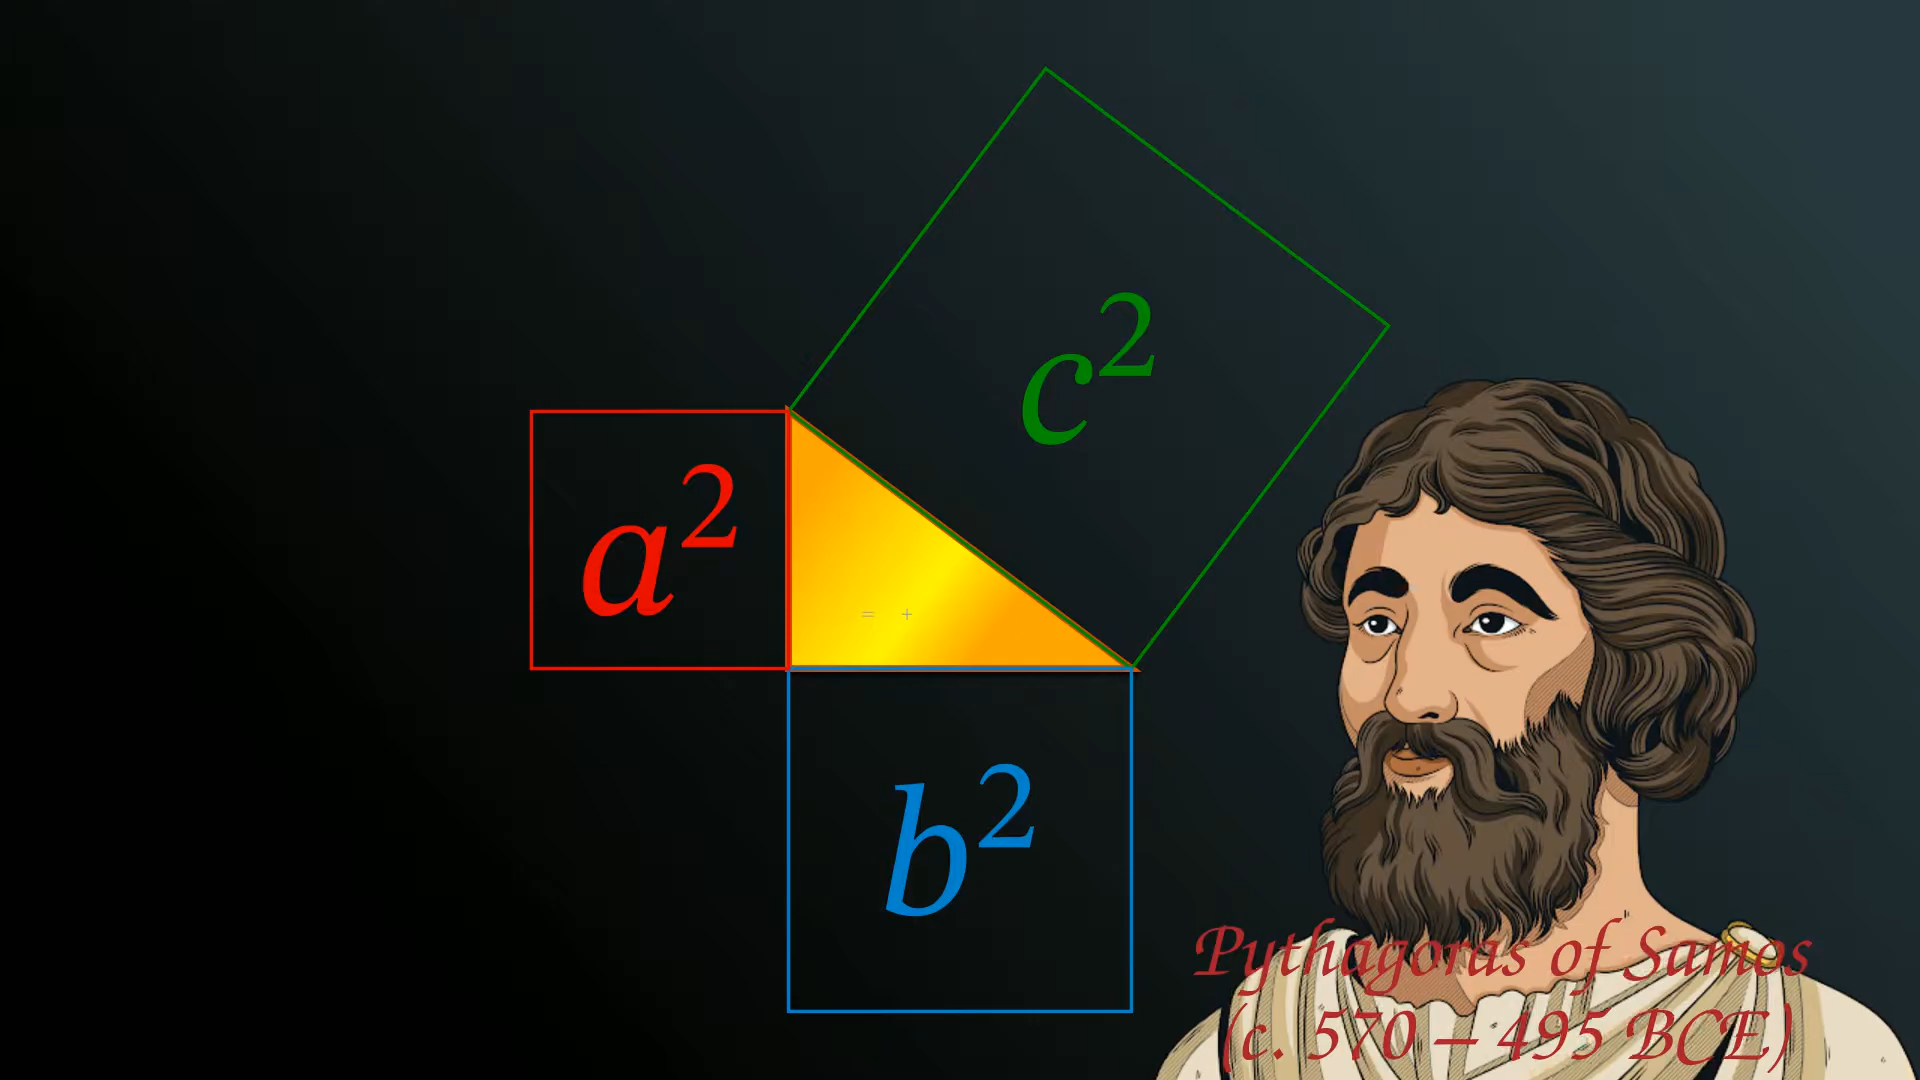 c²
a²
= +
b²
Pythagoras of Samos
(c. 570 – 495 BCE)